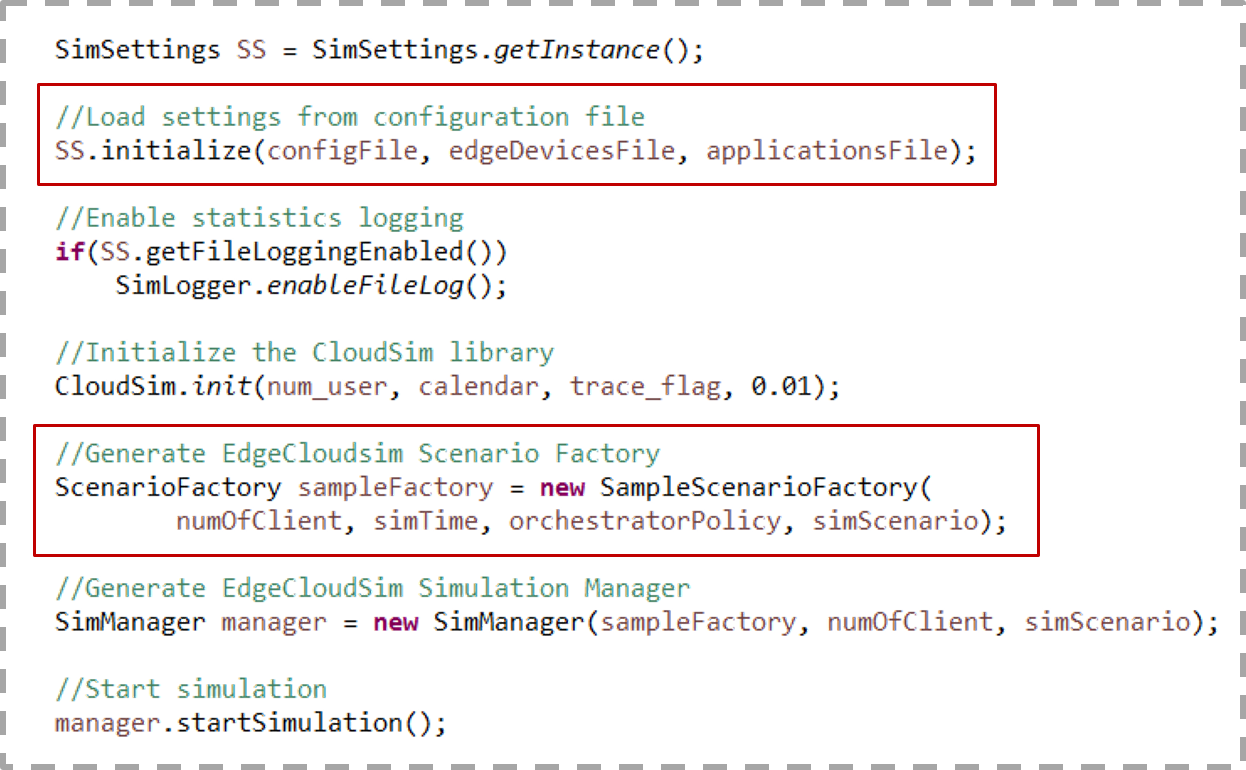 SimSettings SS = SimSettings.getInstance();
//Load settings from configuration file
SS.initialize(configFile, edgeDevicesFile, applicationsFile);
//Enable statistics logging
if(SS.getFileLoggingEnabled())
SimLogger.enableFileLog();
//Initialize the CloudSim library
CloudSim.init(num_user, calendar, trace_flag, 0.01);
//Generate EdgeCloudsim Scenario Factory
ScenarioFactory sampleFactory = new SampleScenarioFactory(
numOfClient, simTime, orchestratorPolicy, simScenario);
//Generate EdgeCloudSim Simulation Manager
SimManager manager = new SimManager(sampleFactory, numOfClient, simScenario);
//Start simulation
manager.startSimulation();